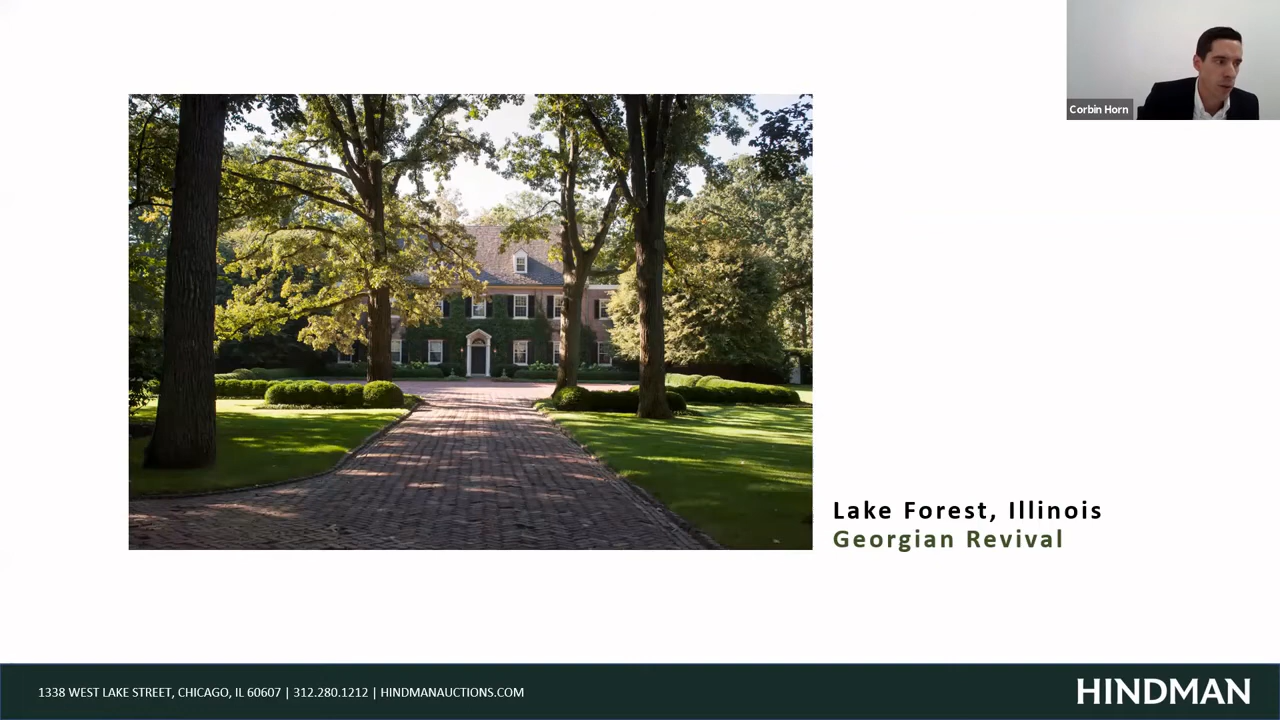 Corbin Horn
Lake Forest, Illinois
Georgian Revival
1338 WEST LAKE STREET, CHICAGO, IL 60607 | 312.280.1212 | HINDMANAUCTIONS.COM
HINDMAN